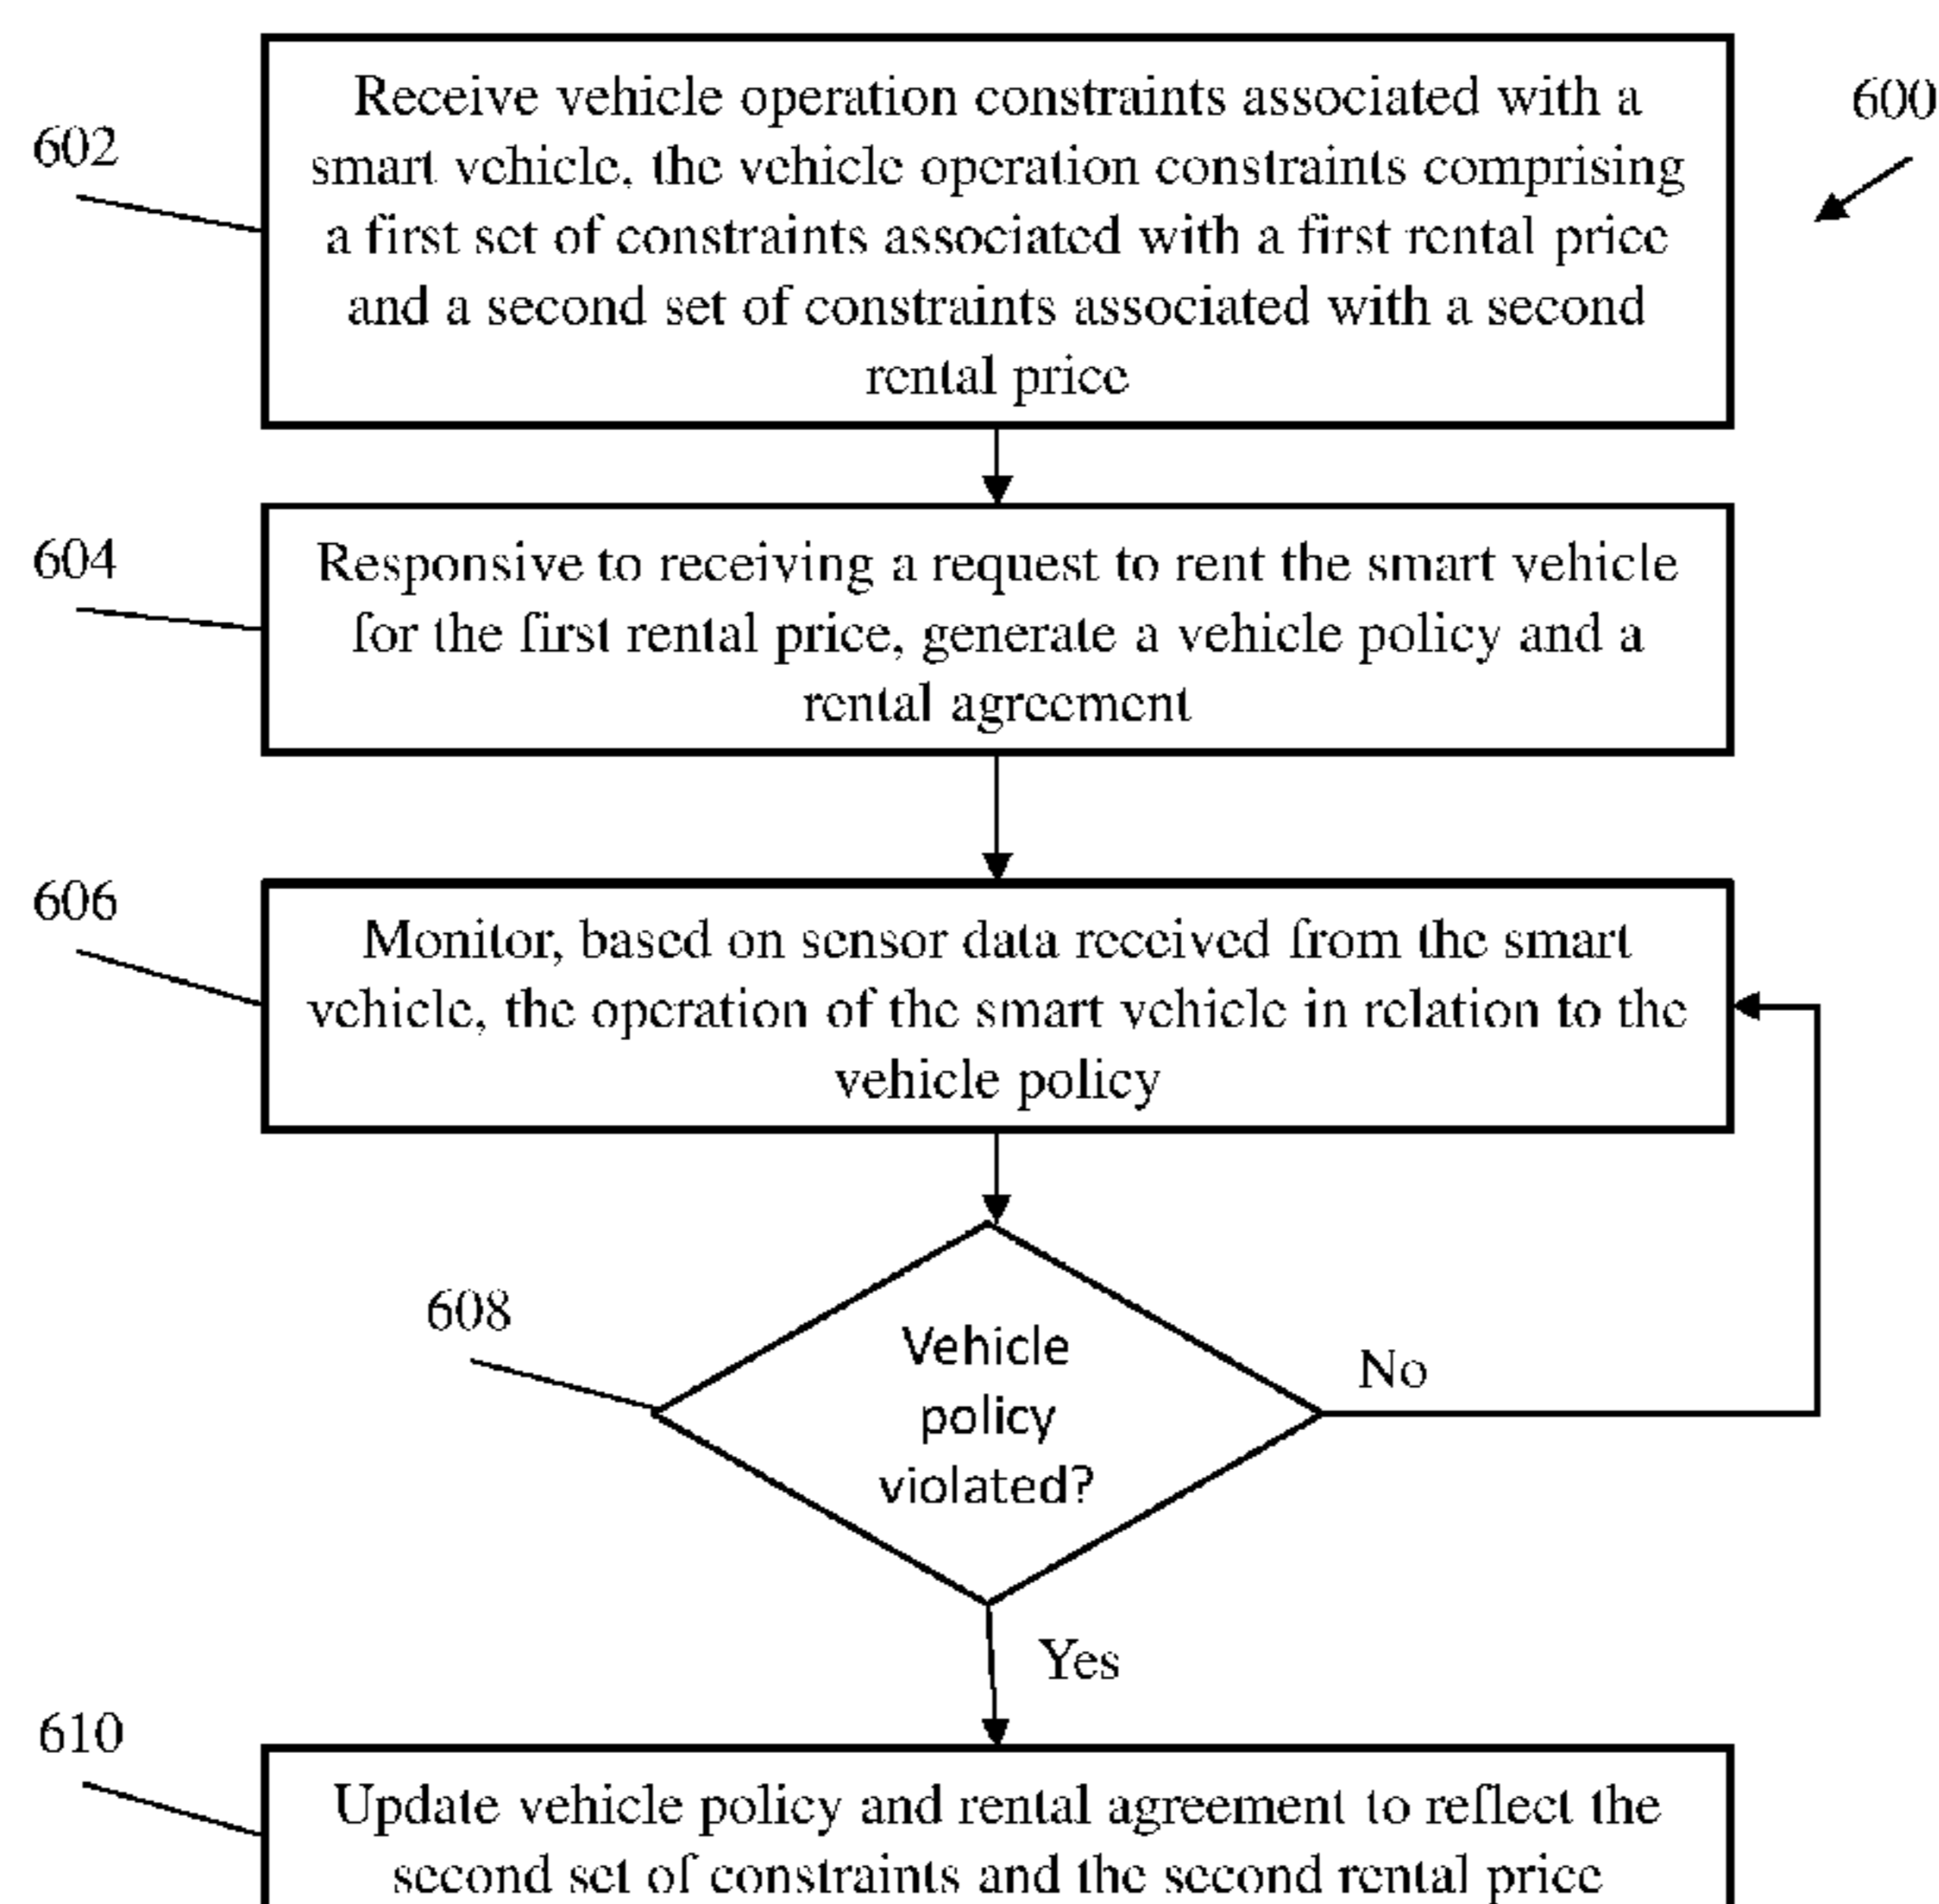 600
602
Receive vehicle operation constraints associated with a
smart vehicle, the vehicle operation constraints comprising
a first set of constraints associated with a first rental price
and a second set of constraints associated with a second
rental price
604
Responsive to receiving a request to rent the smart vehicle
for the first rental price, generate a vehicle policy and a
rental agreement
606
Monitor, based on sensor data received from the smart
vehicle, the operation of the smart vehicle in relation to the
vehicle policy
608
Vehicle
policy
violated?
No
Yes
610
Update vehicle policy and rental agreement to reflect the
second set of constraints and the second rental price